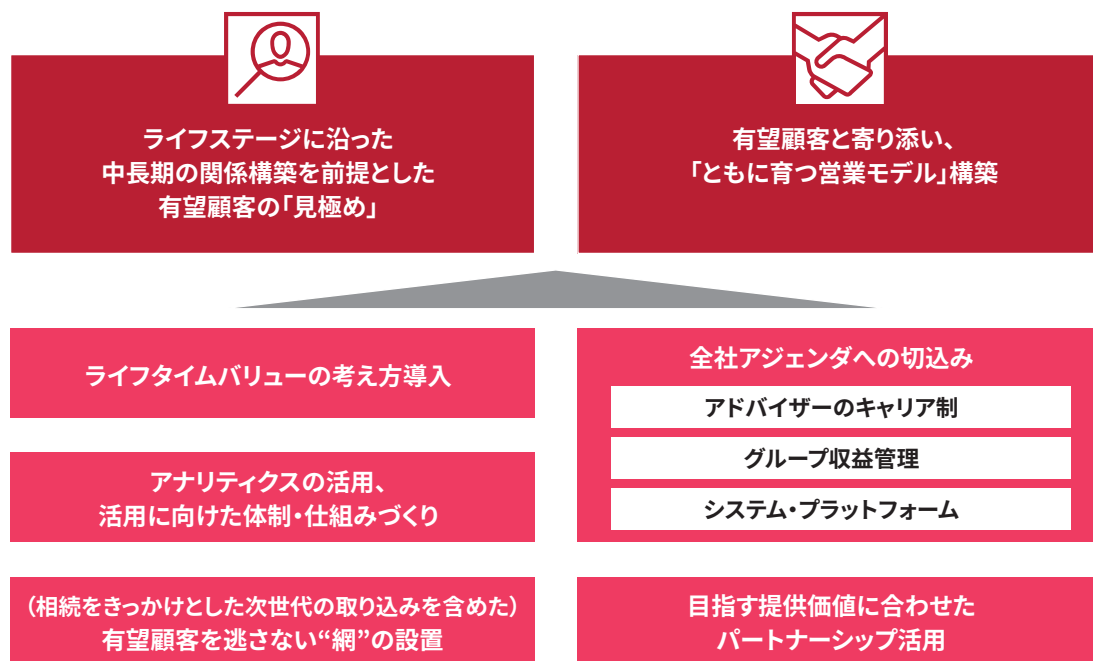 ライフステージに沿った
中長期の関係構築を前提とした
有望顧客の「見極め」
有望顧客と寄り添い、
「ともに育つ営業モデル」構築
ライフタイムバリューの考え方導入
アナリティクスの活用、
活用に向けた体制・仕組みづくり
（相続をきっかけとした次世代の取り込みを含めた）
有望顧客を逃さない“網”の設置
全社アジェンダへの切込み
アドバイザーのキャリア制
グループ収益管理
システム・プラットフォーム
目指す提供価値に合わせた
パートナーシップ活用